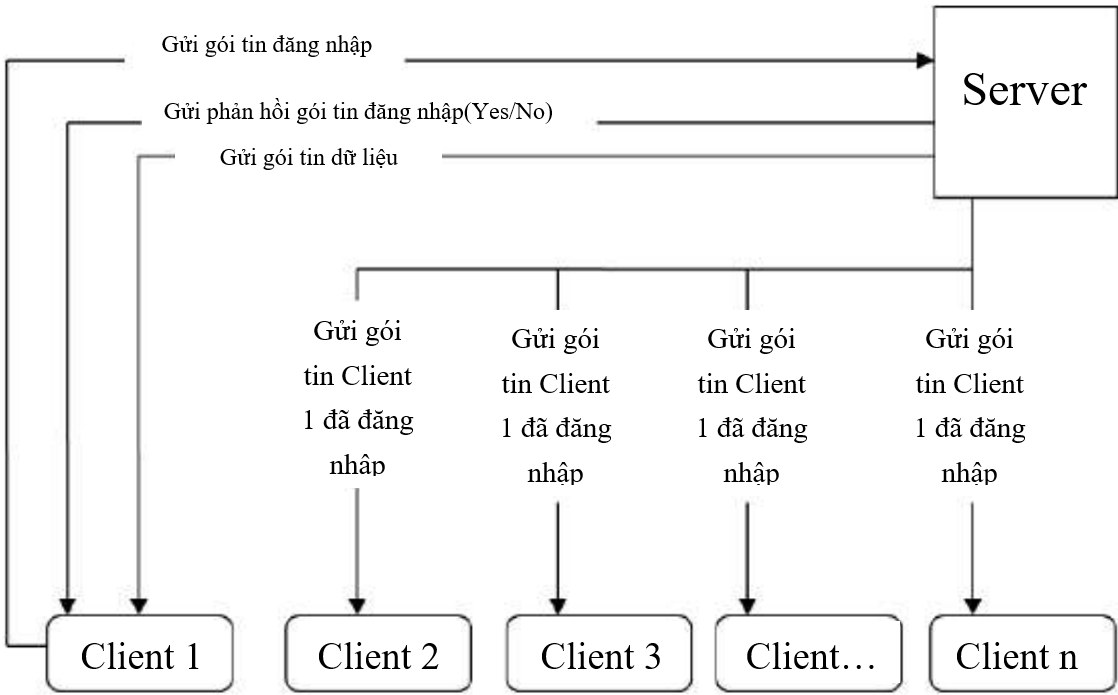 Gửi gói tin đăng nhập
Server
Gửi phản hồi gói tin đăng nhập(Yes/No)
Gửi gói tin dữ liệu
Gửi gói
tin Client
1 đã đăng
nhập
Gửi gói
tin Client
1 đã đăng
nhập
Gửi gói
tin Client
1 đã đăng
nhập
Gửi gói
tin Client
1 đã đăng
nhập
Client 1
Client 2
Client 3
Client…
Client n